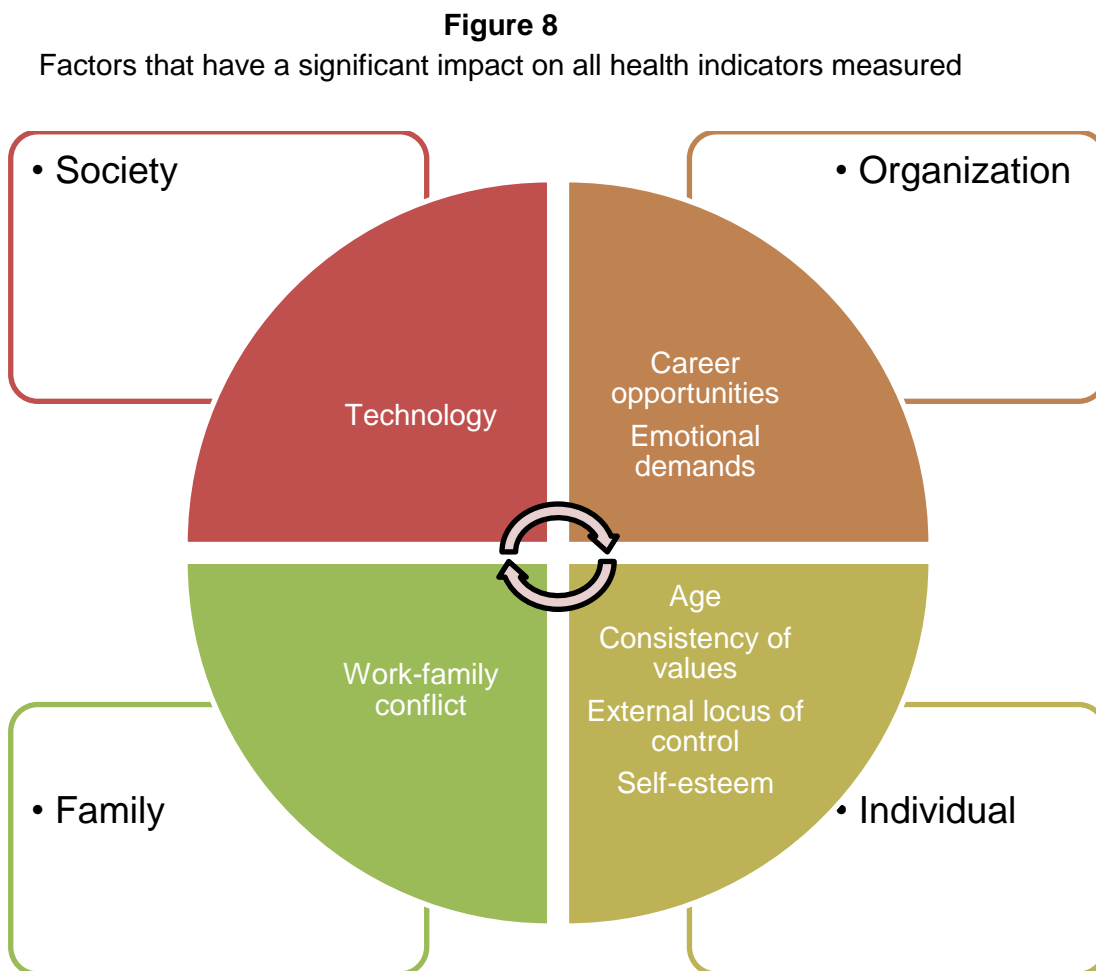 Figure 8
Factors that have a significant impact on all health indicators measured
• Society
• Organization
Technology
Career
opportunities
Emotional
demands
Work-family
conflict
Age
Consistency of
values
External locus of
control
Self-esteem
• Family
• Individual